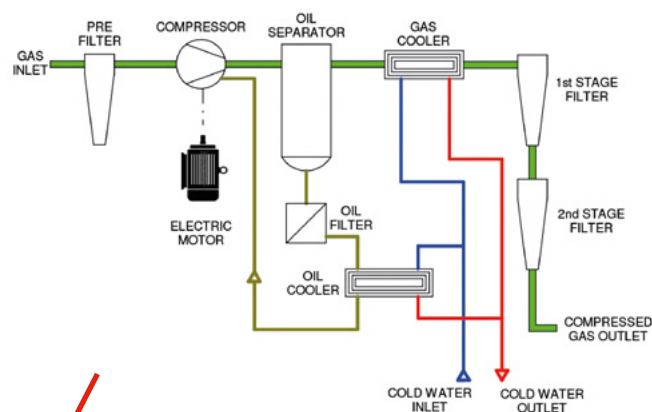 PRE
FILTER
COMPRESSOR
OIL
SEPARATOR
GAS
COOLER
GAS
INLET
1st STAGE
FILTER
ELECTRIC
MOTOR
OIL
FILTER
2nd STAGE
FILTER
OIL
COOLER
COMPRESSED
GAS OUTLET
COLD WATER
INLET
COLD WATER
OUTLET